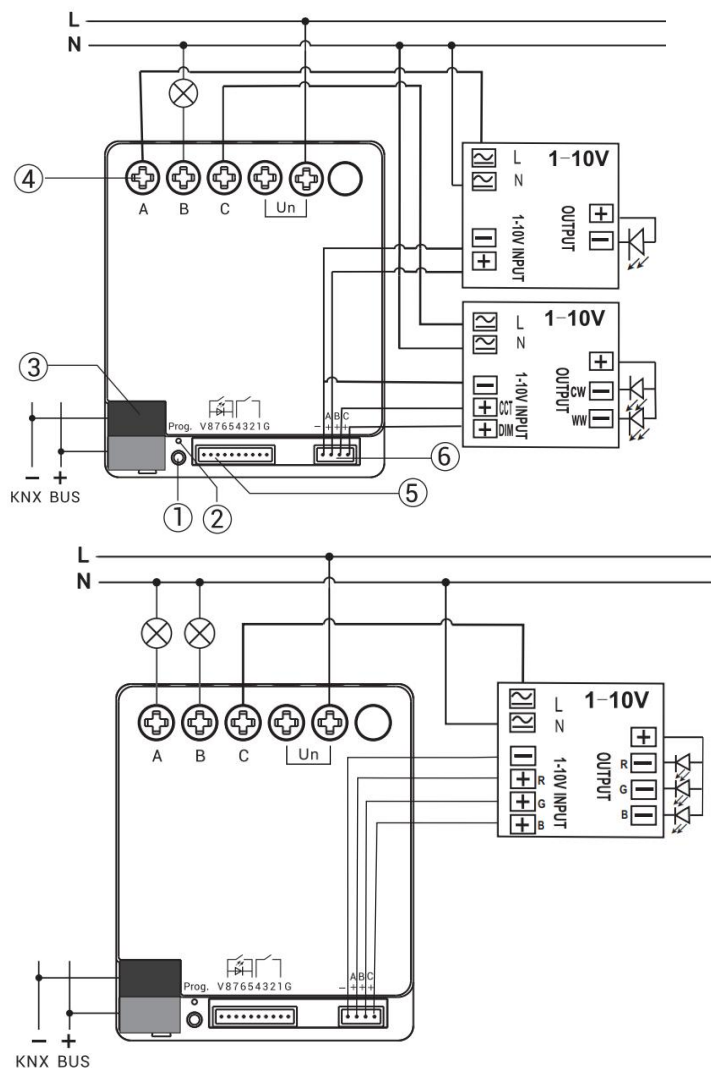 L
N
④
A B C Un
L 1-10V
N
1-10V INPUT
OUTPUT
L 1-10V
N
1-10V INPUT
CCT
DIM
OUTPUT
CW
WW
③
Prog. V87654321G
− A B C
+ + +
− +
KNX BUS
① ② ⑤ ⑥
L
N
A B C Un
L 1-10V
N
1-10V INPUT
R
G
B
OUTPUT
R
G
B
Prog. V87654321G
− A B C
+ + +
− +
KNX BUS